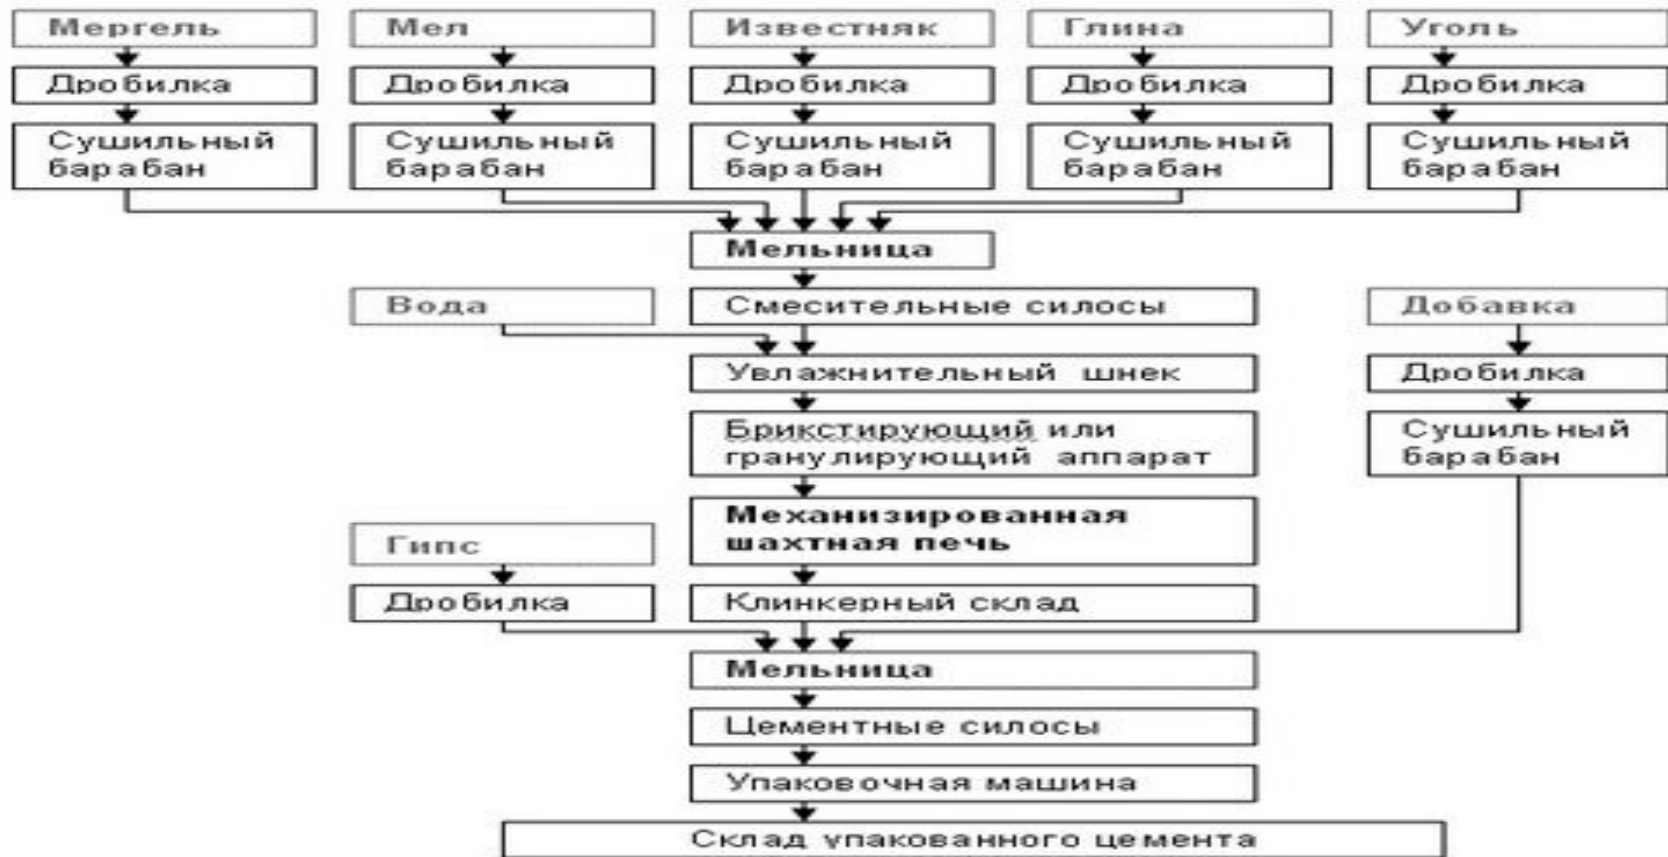 Мергель
Мел
Известняк
Глина
Уголь
Дробилка
Дробилка
Дробилка
Дробилка
Дробилка
Сушильный
барабан
Сушильный
барабан
Сушильный
барабан
Сушильный
барабан
Сушильный
барабан
Мельница
Вода
Смесительные силосы
Добавка
Увлажнительный шнек
Дробилка
Брикстирующий или
гранулирующий аппарат
Сушильный
барабан
Механизированная
шахтная печь
Гипс
Дробилка
Клинкерный склад
Мельница
Цементные силосы
Упаковочная машина
Склад упакованного цемента